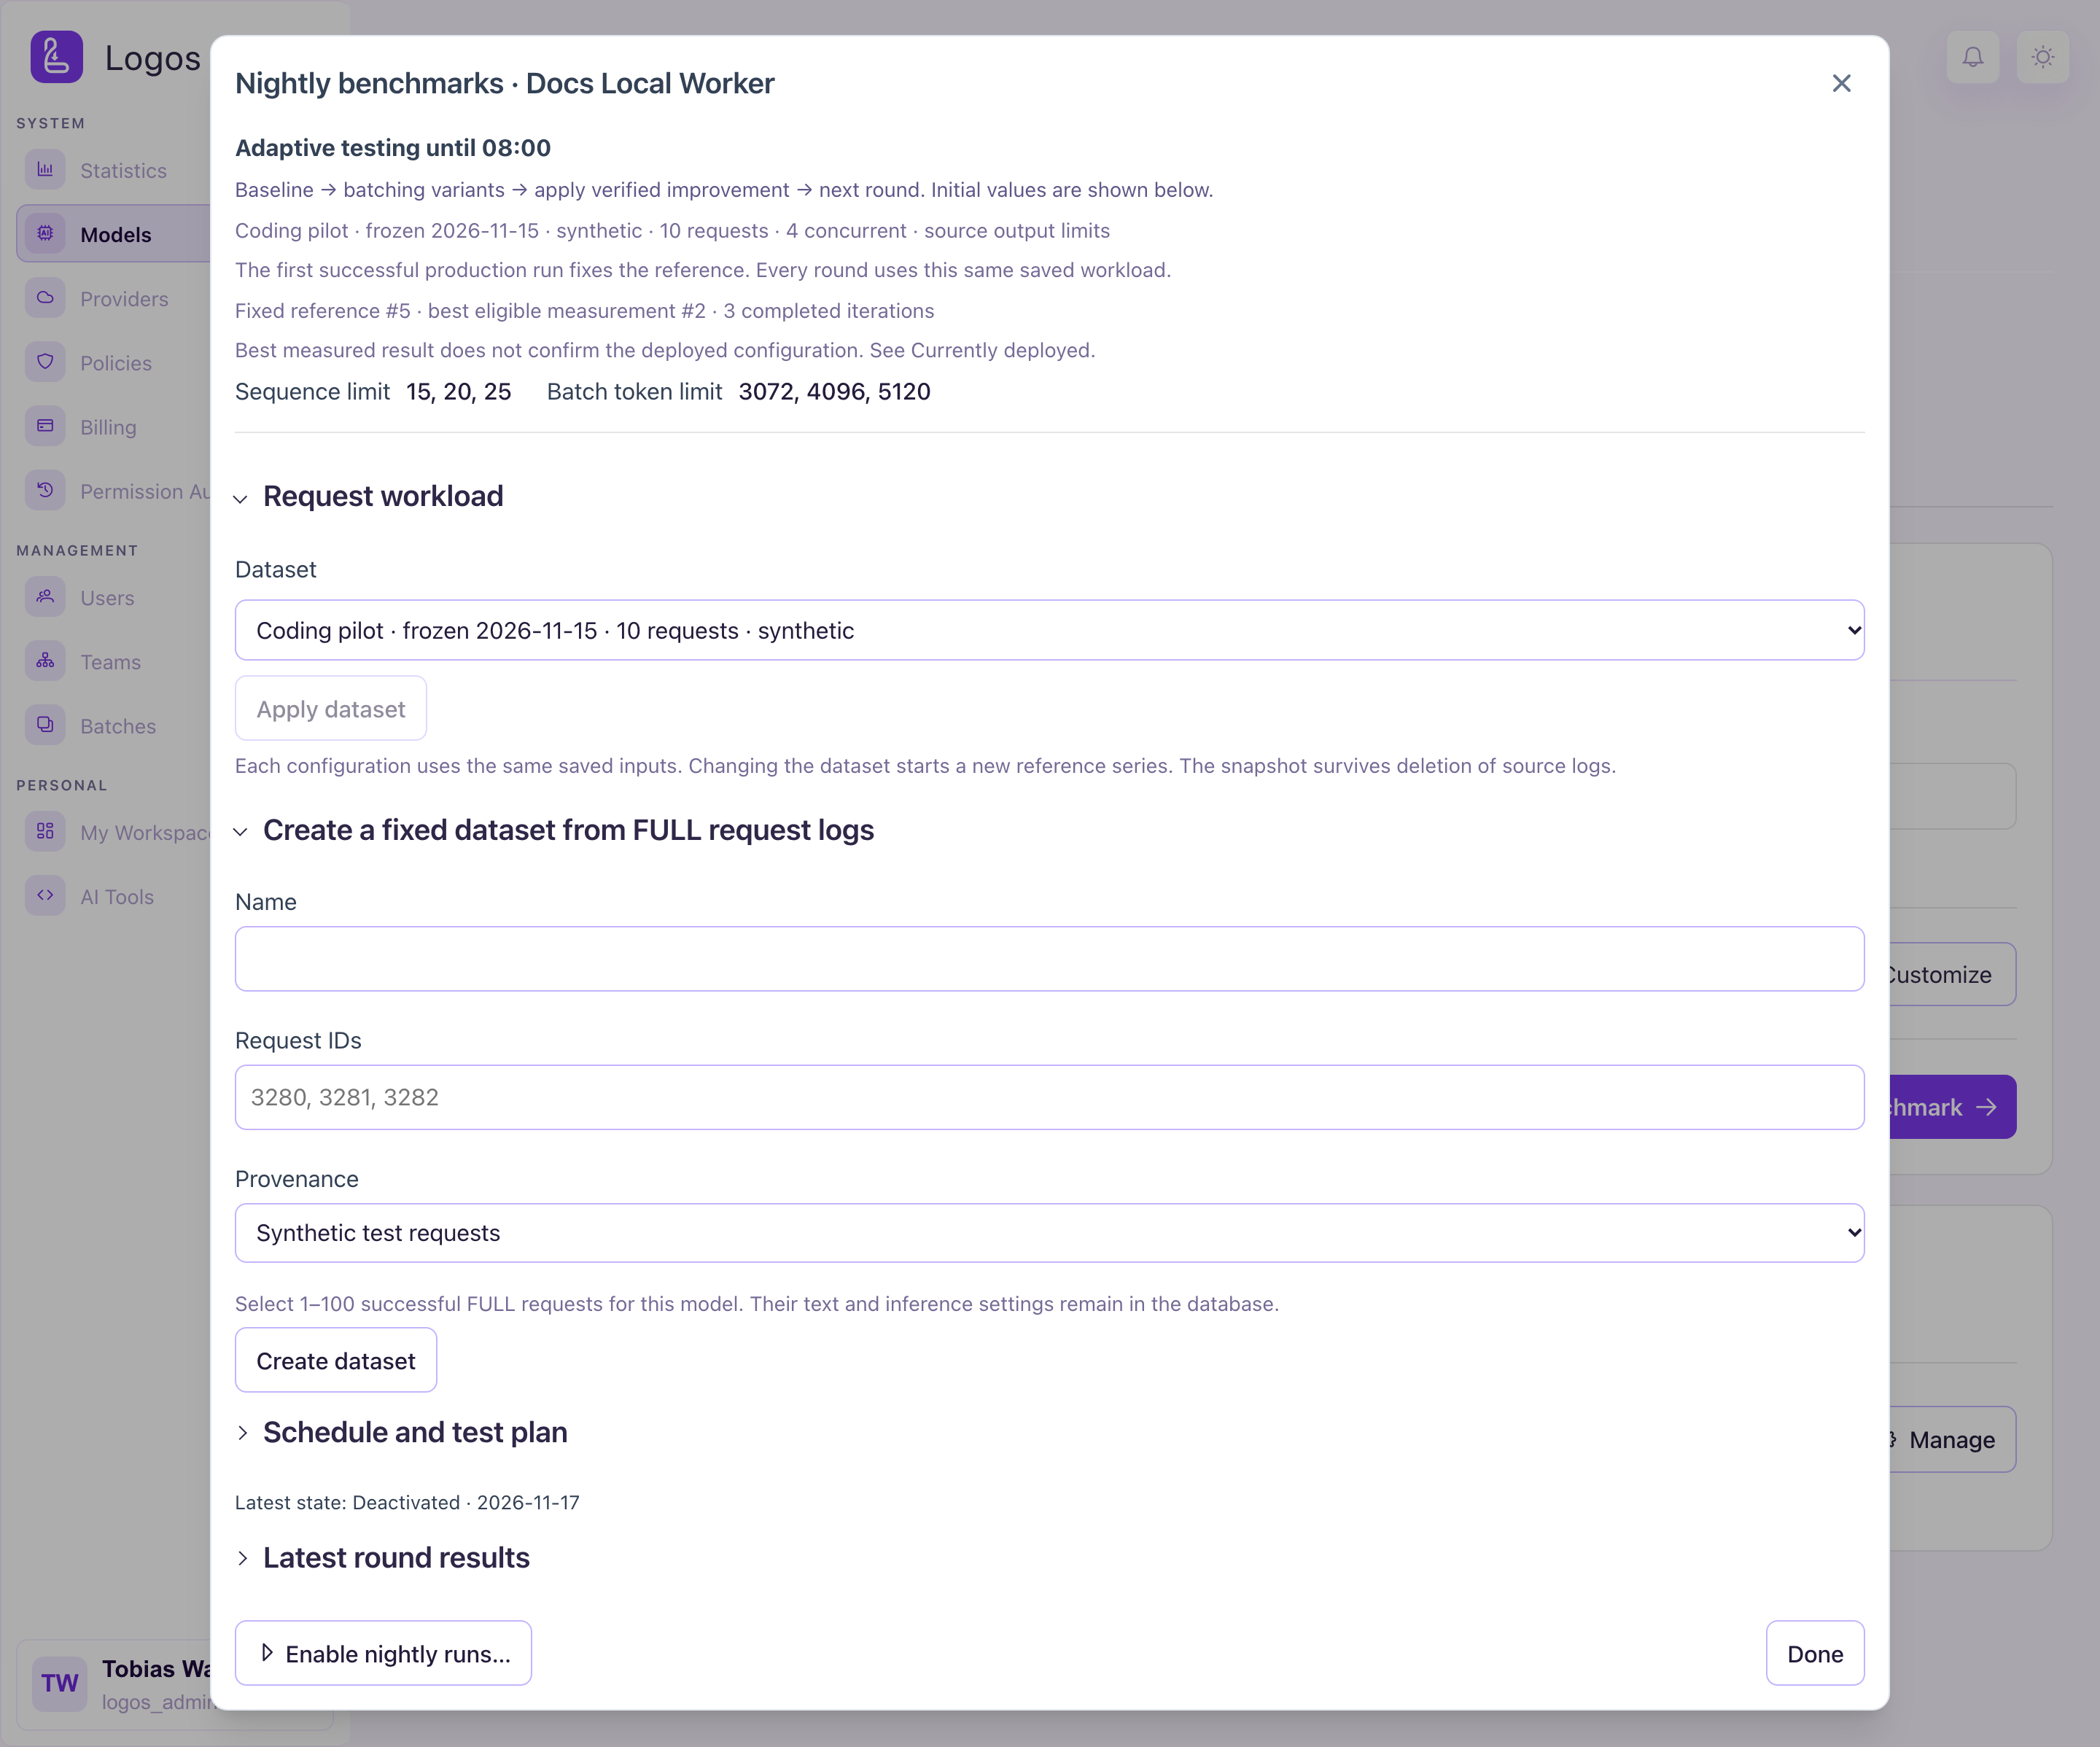 Logos
SYSTEM
Statistics
Models
Providers
Policies
Billing
Permission Au
MANAGEMENT
Users
Teams
Batches
PERSONAL
My Workspac
AI Tools
TW
Tobias Wa
logos_admin
Nightly benchmarks · Docs Local Worker
Adaptive testing until 08:00
Baseline → batching variants → apply verified improvement → next round. Initial values are shown below.
Coding pilot · frozen 2026-11-15 · synthetic · 10 requests · 4 concurrent · source output limits
The first successful production run fixes the reference. Every round uses this same saved workload.
Fixed reference #5 · best eligible measurement #2 · 3 completed iterations
Best measured result does not confirm the deployed configuration. See Currently deployed.
Sequence limit 15, 20, 25 Batch token limit 3072, 4096, 5120
Request workload
Dataset
Coding pilot · frozen 2026-11-15 · 10 requests · synthetic
Apply dataset
Each configuration uses the same saved inputs. Changing the dataset starts a new reference series. The snapshot survives deletion of source logs.
Create a fixed dataset from FULL request logs
Name
Request IDs
3280, 3281, 3282
Provenance
Synthetic test requests
Select 1–100 successful FULL requests for this model. Their text and inference settings remain in the database.
Create dataset
Schedule and test plan
Latest state: Deactivated · 2026-11-17
Latest round results
Enable nightly runs...
Done
Customize
chmark →
Manage